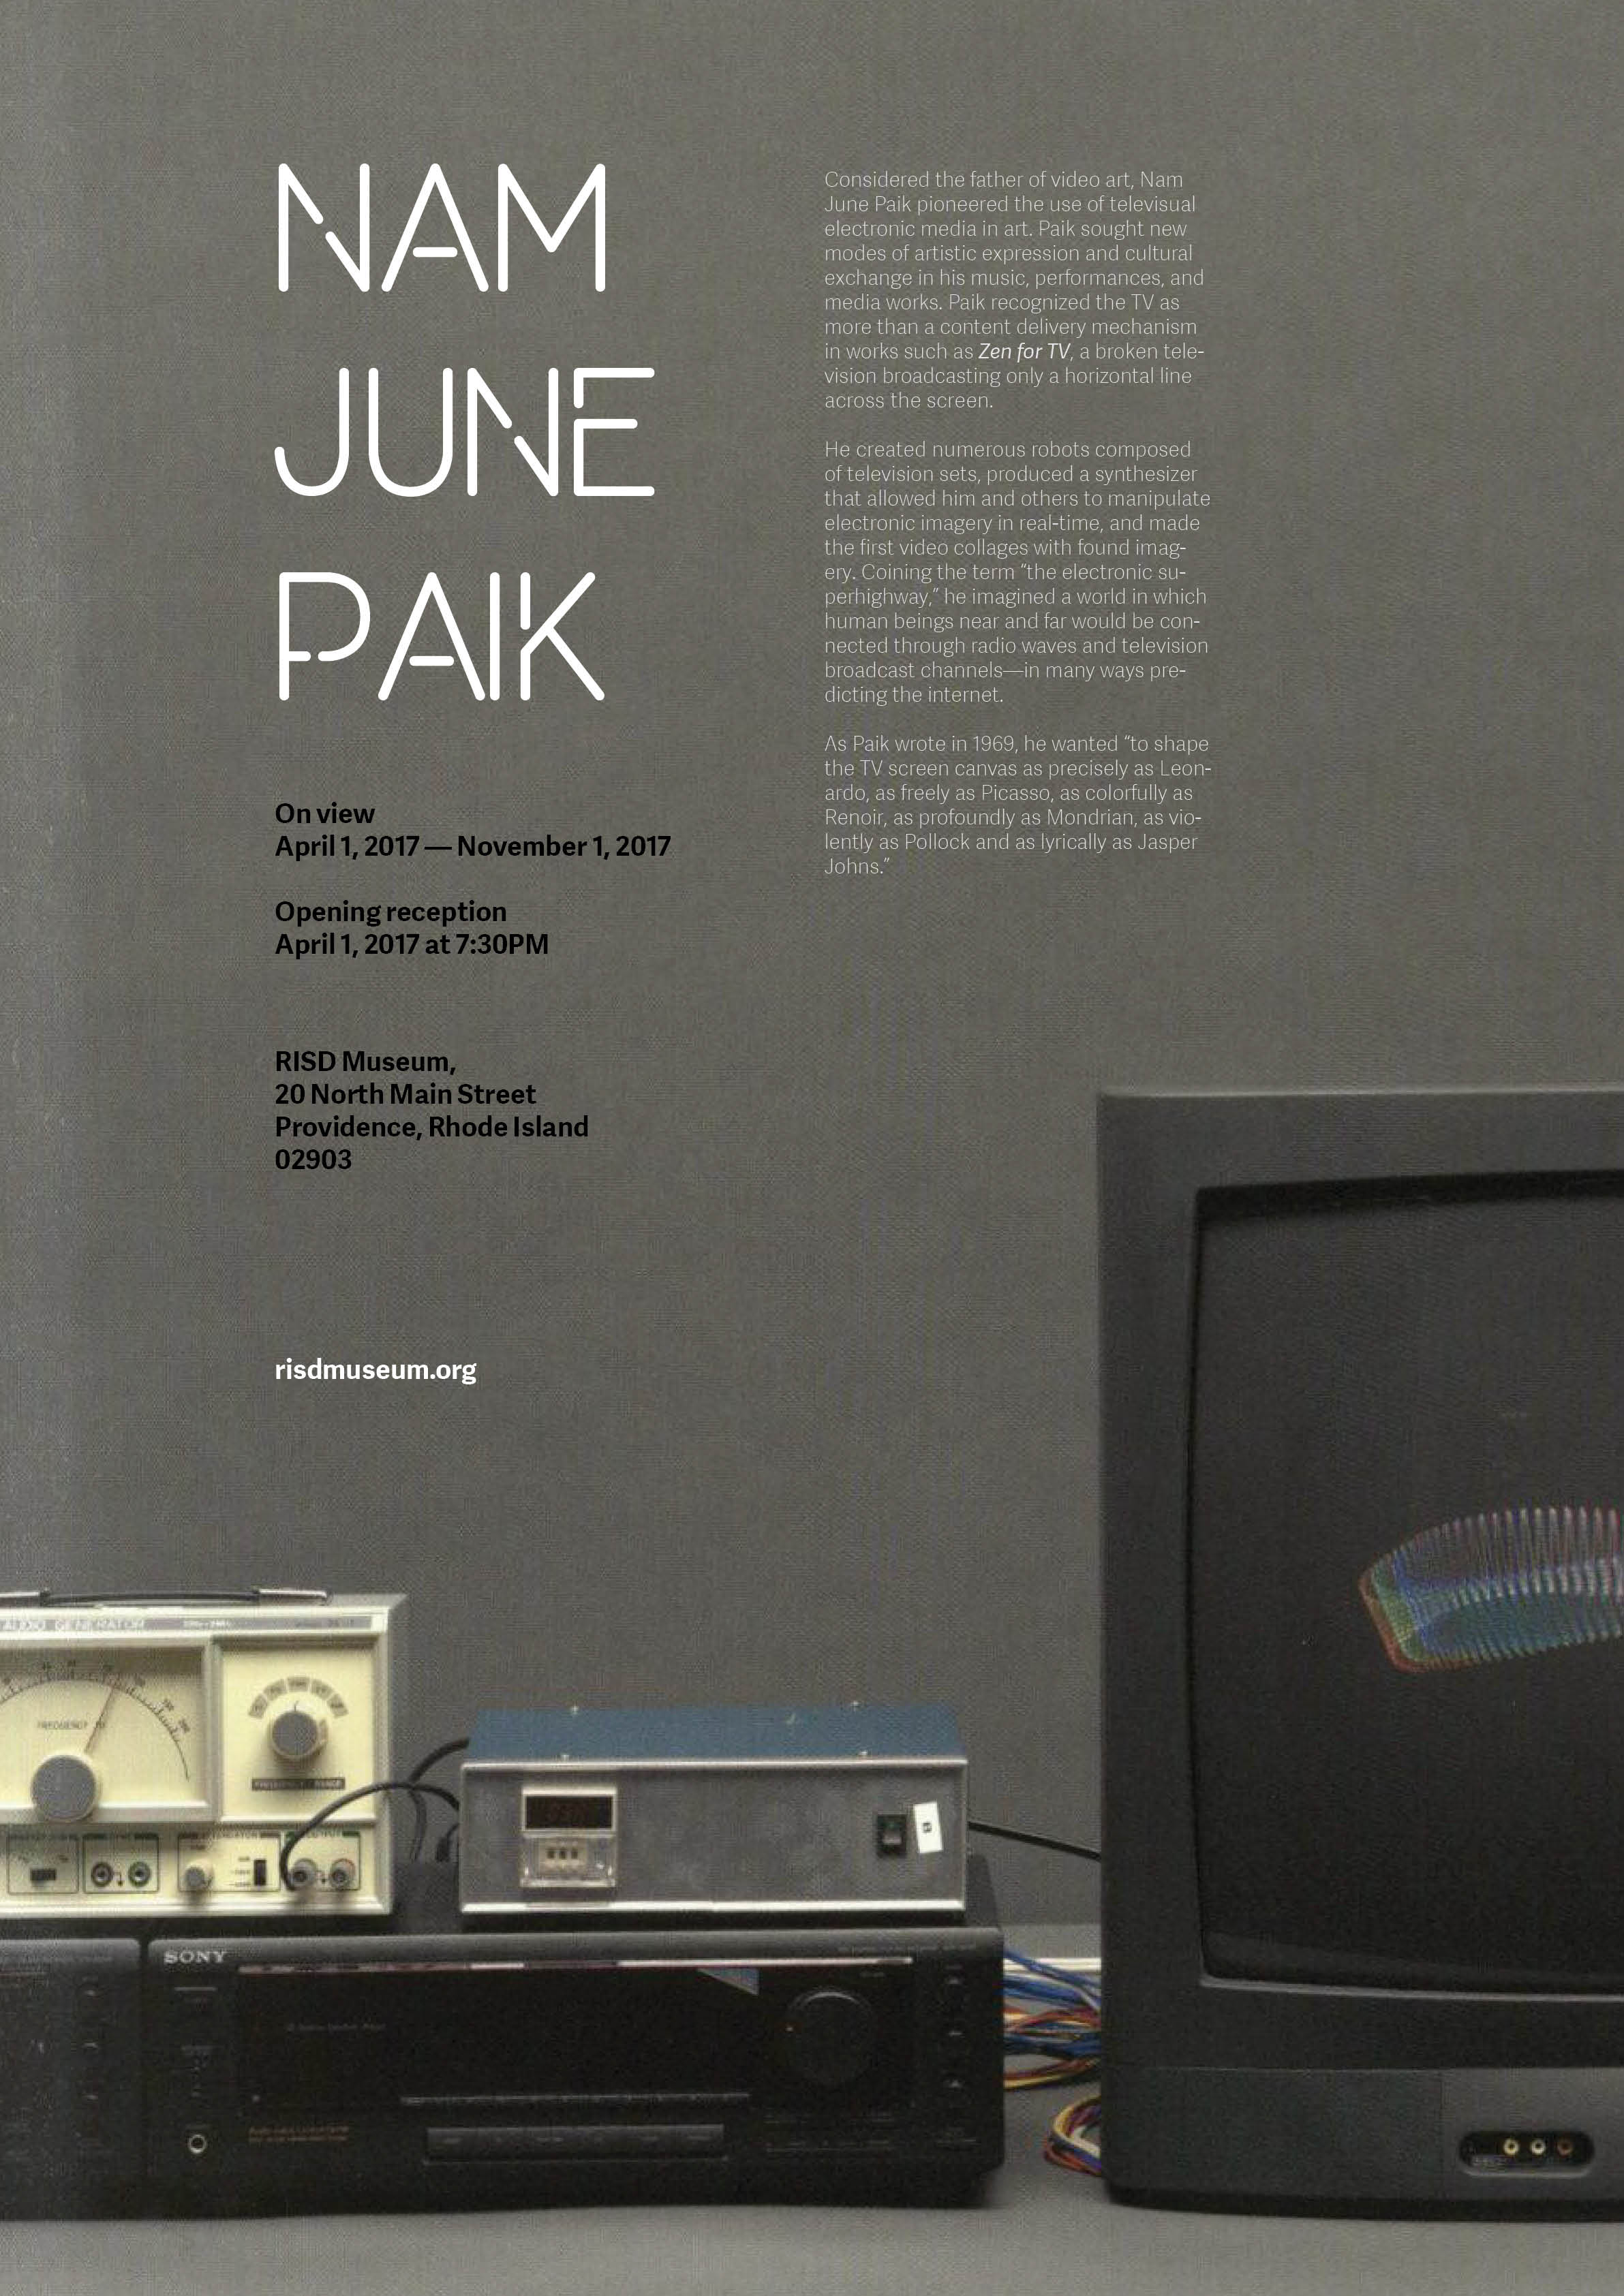 NAM
JUNE
PAIK
On view
April 1, 2017 — November 1, 2017
Opening reception
April 1, 2017 at 7:30PM
RISD Museum,
20 North Main Street
Providence, Rhode Island
02903
risdmuseum.org
Considered the father of video art, Nam
June Paik pioneered the use of televisual
electronic media in art. Paik sought new
modes of artistic expression and cultural
exchange in his music, performances, and
media works. Paik recognized the TV as
more than a content delivery mechanism
in works such as Zen for TV, a broken tele-
vision broadcasting only a horizontal line
across the screen.
He created numerous robots composed
of television sets, produced a synthesizer
that allowed him and others to manipulate
electronic imagery in real-time, and made
the first video collages with found imag-
ery. Coining the term “the electronic su-
perhighway,” he imagined a world in which
human beings near and far would be con-
nected through radio waves and television
broadcast channels—in many ways pre-
dicting the internet.
As Paik wrote in 1969, he wanted “to shape
the TV screen canvas as precisely as Leon-
ardo, as freely as Picasso, as colorfully as
Renoir, as profoundly as Mondrian, as vio-
lently as Pollock and as lyrically as Jasper
Johns.”
AUDIO GENERATOR
FREQUENCY
FREQUENCY RANGE
OUTPUT
SONY